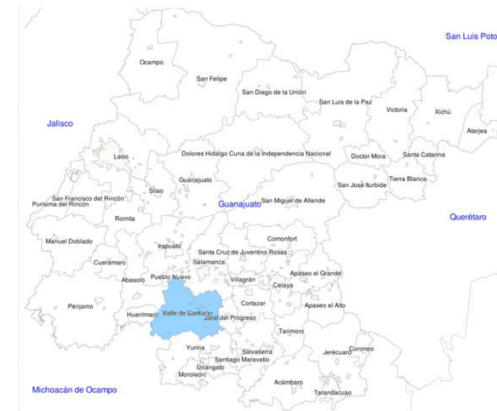 San Luis Poto
Ocampo
San Felipe
San Diego de la Unión
San Luis de la Paz
Victoria
Xichú
Atarjea
Jalisco
León
Dolores Hidalgo Cuna de la Independencia Nacional
Doctor Mora
Santa Catarina
Guanajuato
Silao
San José Iturbide
Tierra Blanca
San Francisco del Rincón
Purísima del Rincón
Guanajuato
San Miguel de Allende
Romita
Querétaro
Manuel Doblado
Irapuato
Comonfort
Santa Cruz de Juventino Rosas
Cuerámaro
Salamanca
Abasolo
Pueblo Nuevo
Villagrán
Apaseo el Grande
Celaya
Pénjamo
Cortazar
Apaseo el Alto
Huanímaro
Valle de Santiago
Jaral del Progreso
Tarimoro
Yuriria
Salvatierra
Jerécuaro
Coroneo
Santiago Maravatío
Uriangato
Moroleón
Acámbaro
Tarandacuao
Michoacán de Ocampo